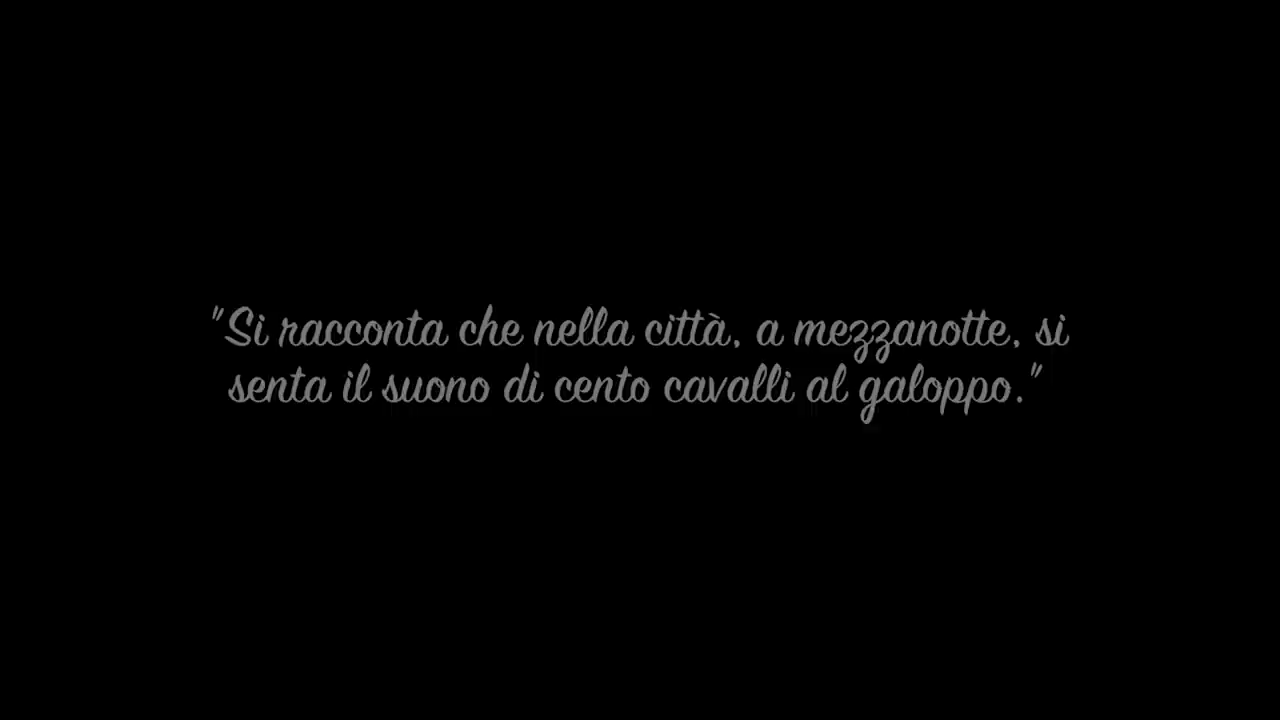 "Si racconta che nella città, a mezzanotte, si
senta il suono di cento cavalli al galoppo."